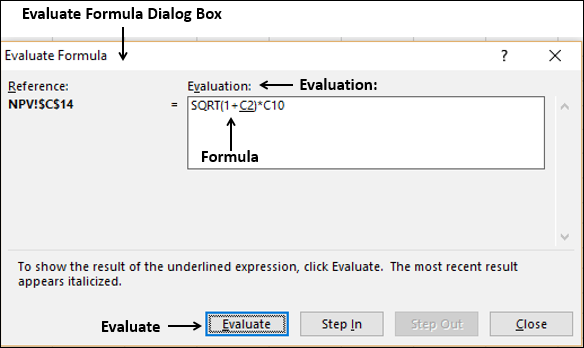 Evaluate Formula Dialog Box
Evaluate Formula
?
Reference:
Evaluation:
Evaluation:
NPV!$C$14
=
SQRT(1+C2)*C10
Formula
To show the result of the underlined expression, click Evaluate. The most recent result
appears italicized.
Evaluate
Evaluate
Step In
Step Out
Close